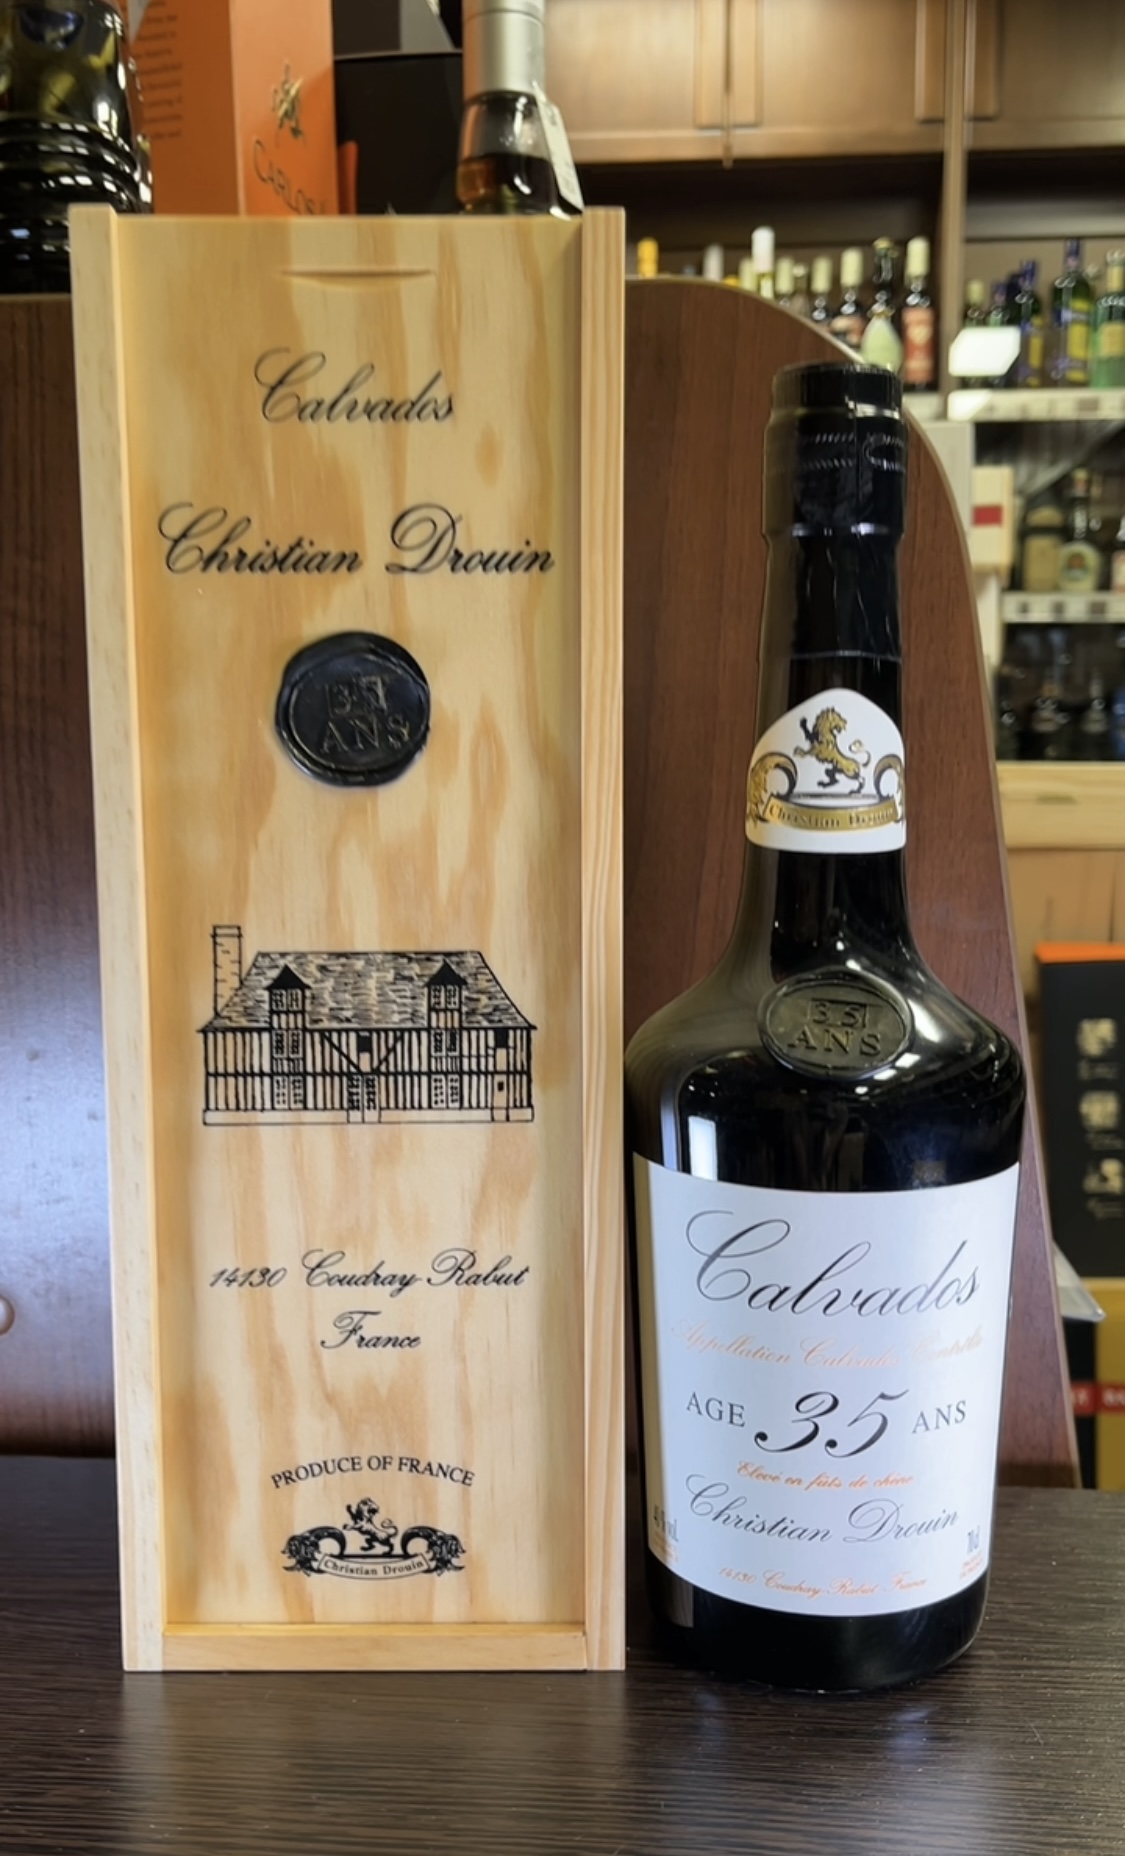 CARLOS I
Calvados
Christian Drouin
35
ANS
14130 Coudray-Rabut
France
PRODUCE OF FRANCE
Christian Drouin
Christian Drouin
35
ANS
Calvados
Appellation Calvados Contrôlée
AGE 35 ANS
Elevé en fûts de chêne
Christian Drouin
70cl
14130 Coudray-Rabut France